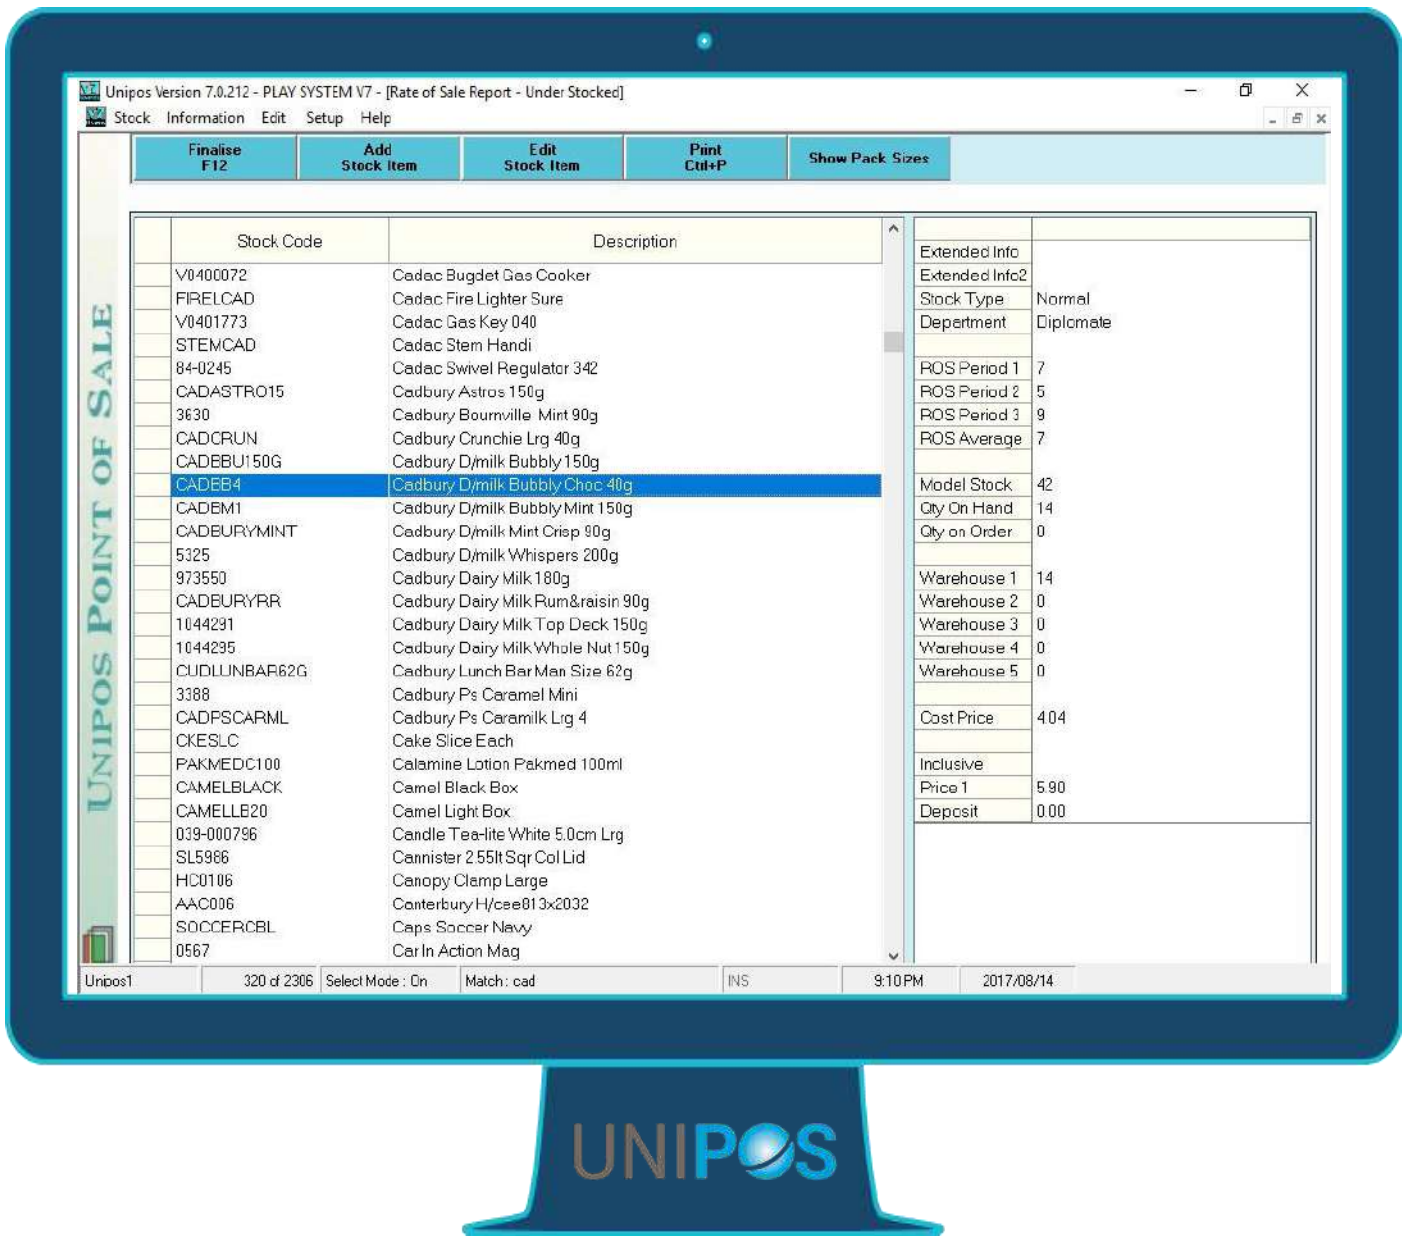 Unipos Version 7.0.212 - PLAY SYSTEM V7 - [Rate of Sale Report - Under Stocked]
Stock Information Edit Setup Help
Finalise F12 Add Stock Item Edit Stock Item Print Ctrl+P Show Pack Sizes
UNIPOS POINT OF SALE
Stock Code Description
V0400072 Cadac Bugdet Gas Cooker
FIRELCAD Cadac Fire Lighter Sure
V0401773 Cadac Gas Key 040
STEMCAD Cadac Stem Handi
84-0245 Cadac Swivel Regulator 342
CADASTRO15 Cadbury Astros 150g
3630 Cadbury Bournville Mint 90g
CADCRUN Cadbury Crunchie Lrg 40g
CADBBU150G Cadbury D/milk Bubbly 150g
CADBB4 Cadbury D/milk Bubbly Choc 40g
CADBM1 Cadbury D/milk Bubbly Mint 150g
CADBURYMINT Cadbury D/milk Mint Crisp 90g
5325 Cadbury D/milk Whispers 200g
973550 Cadbury Dairy Milk 180g
CADBURYRR Cadbury Dairy Milk Rum&raisin 90g
1044291 Cadbury Dairy Milk Top Deck 150g
1044295 Cadbury Dairy Milk Whole Nut 150g
CUDLUNBAR62G Cadbury Lunch Bar Man Size 62g
3388 Cadbury Ps Caramel Mini
CADPSCARML Cadbury Ps Caramilk Lrg 4
CKESLC Cake Slice Each
PAKMEDC100 Calamine Lotion Pakmed 100ml
CAMELBLACK Camel Black Box
CAMELLB20 Camel Light Box
039-000796 Candle Tea-lite White 5.0cm Lrg
SL5986 Cannister 2.55lt Sqr Col Lid
HC0106 Canopy Clamp Large
AAC006 Canterbury H/cee813x2032
SOCCERCBL Caps Soccer Navy
0567 Car In Action Mag
Extended Info
Extended Info2
Stock Type Normal
Department Diplomate
ROS Period 1 7
ROS Period 2 5
ROS Period 3 9
ROS Average 7
Model Stock 42
Qty On Hand 14
Qty on Order 0
Warehouse 1 14
Warehouse 2 0
Warehouse 3 0
Warehouse 4 0
Warehouse 5 0
Cost Price 4.04
Inclusive
Price 1 5.90
Deposit 0.00
Unipos1 320 of 2306 Select Mode : On Match : cad INS 9:10 PM 2017/08/14
UNIPOS